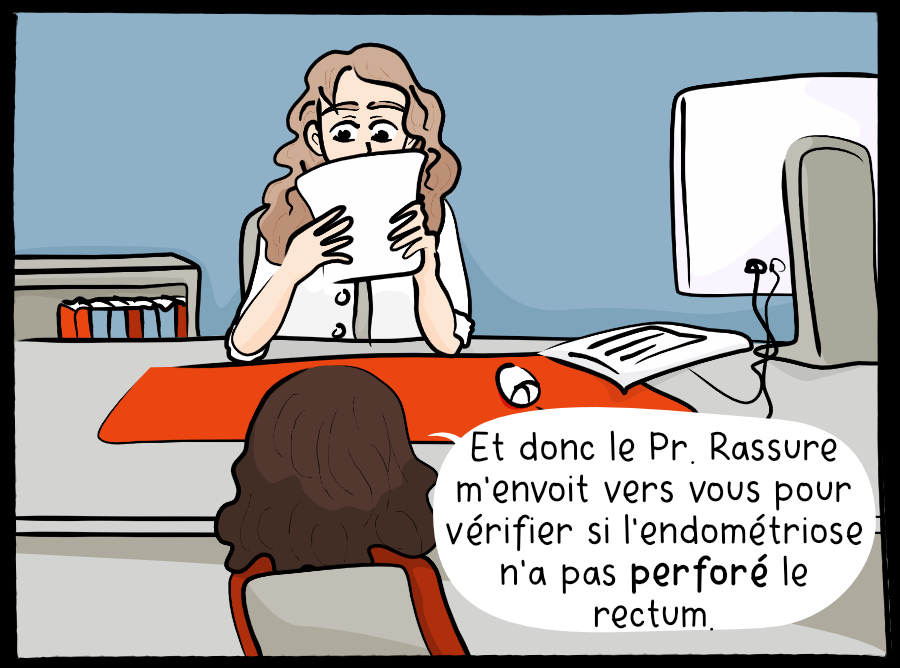 Et donc le Pr. Rassure
m'envoit vers vous pour
vérifier si l'endométriose
n'a pas perforé le
rectum.